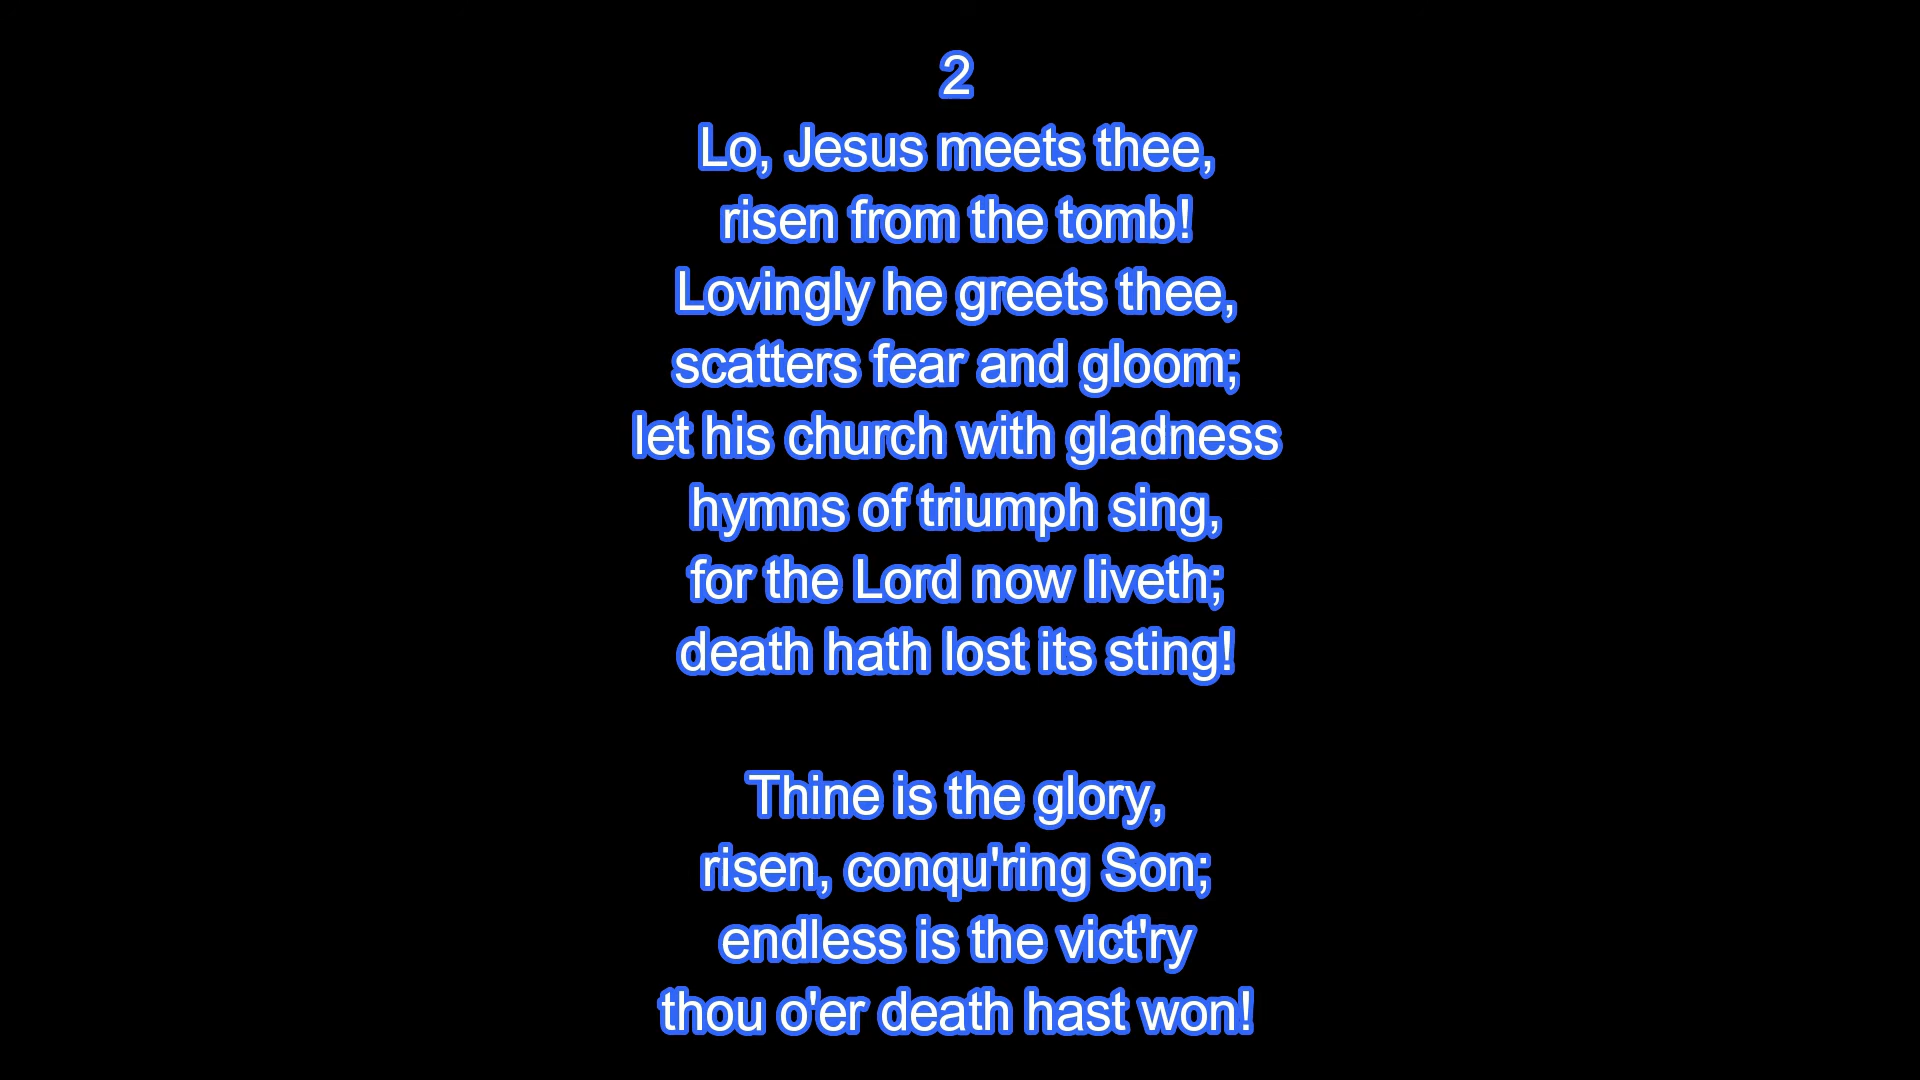 2
Lo, Jesus meets thee,
risen from the tomb!
Lovingly he greets thee,
scatters fear and gloom;
let his church with gladness
hymns of triumph sing,
for the Lord now liveth;
death hath lost its sting!
Thine is the glory,
risen, conqu'ring Son;
endless is the vict'ry
thou o'er death hast won!